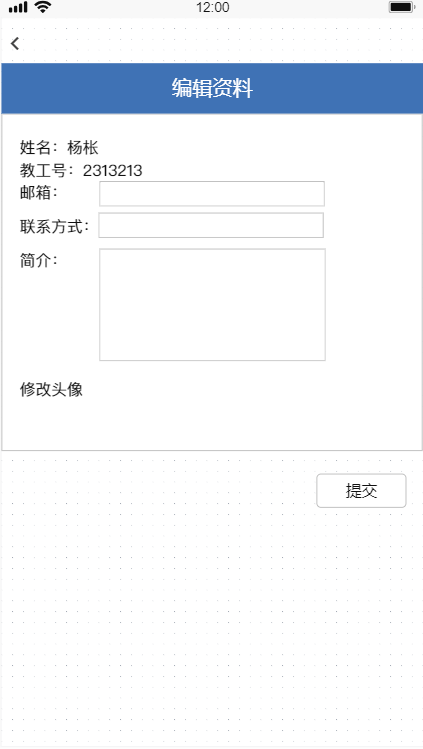 12:00
编辑资料
姓名：杨枨
教工号：2313213
邮箱：
联系方式：
简介：
修改头像
提交